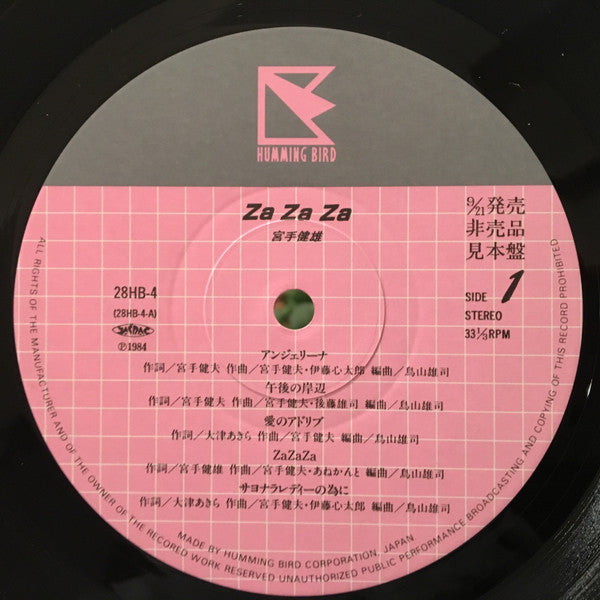 HUMMING BIRD
Za Za Za
宮手健雄
9/21発売
非売品
見本盤
28HB-4
(28HB-4-A)
℗1984
SIDE 1
STEREO
33⅓RPM
アンジェリーナ
作詞／宮手健夫 作曲／宮手健夫・伊藤心太郎 編曲／鳥山雄司
午後の岸辺
作詞／宮手健夫 作曲／宮手健夫・後藤雄司 編曲／鳥山雄司
愛のアドリブ
作詞／大津あきら 作曲／宮手健夫 編曲／鳥山雄司
ZaZaZa
作詞／宮手健雄 作曲／宮手健夫・あねかんと 編曲／鳥山雄司
サヨナラレディーの為に
作詞／大津あきら 作曲／宮手健夫・伊藤心太郎 編曲／鳥山雄司
MADE BY HUMMING BIRD CORPORATION, JAPAN
ALL RIGHTS OF THE MANUFACTURER AND OF THE OWNER OF THE RECORED WORK RESERVED UNAUTHORIZED PUBLIC PERFORMANCE BROADCASTING AND COPYING OF THIS RECORD PROHIBITED